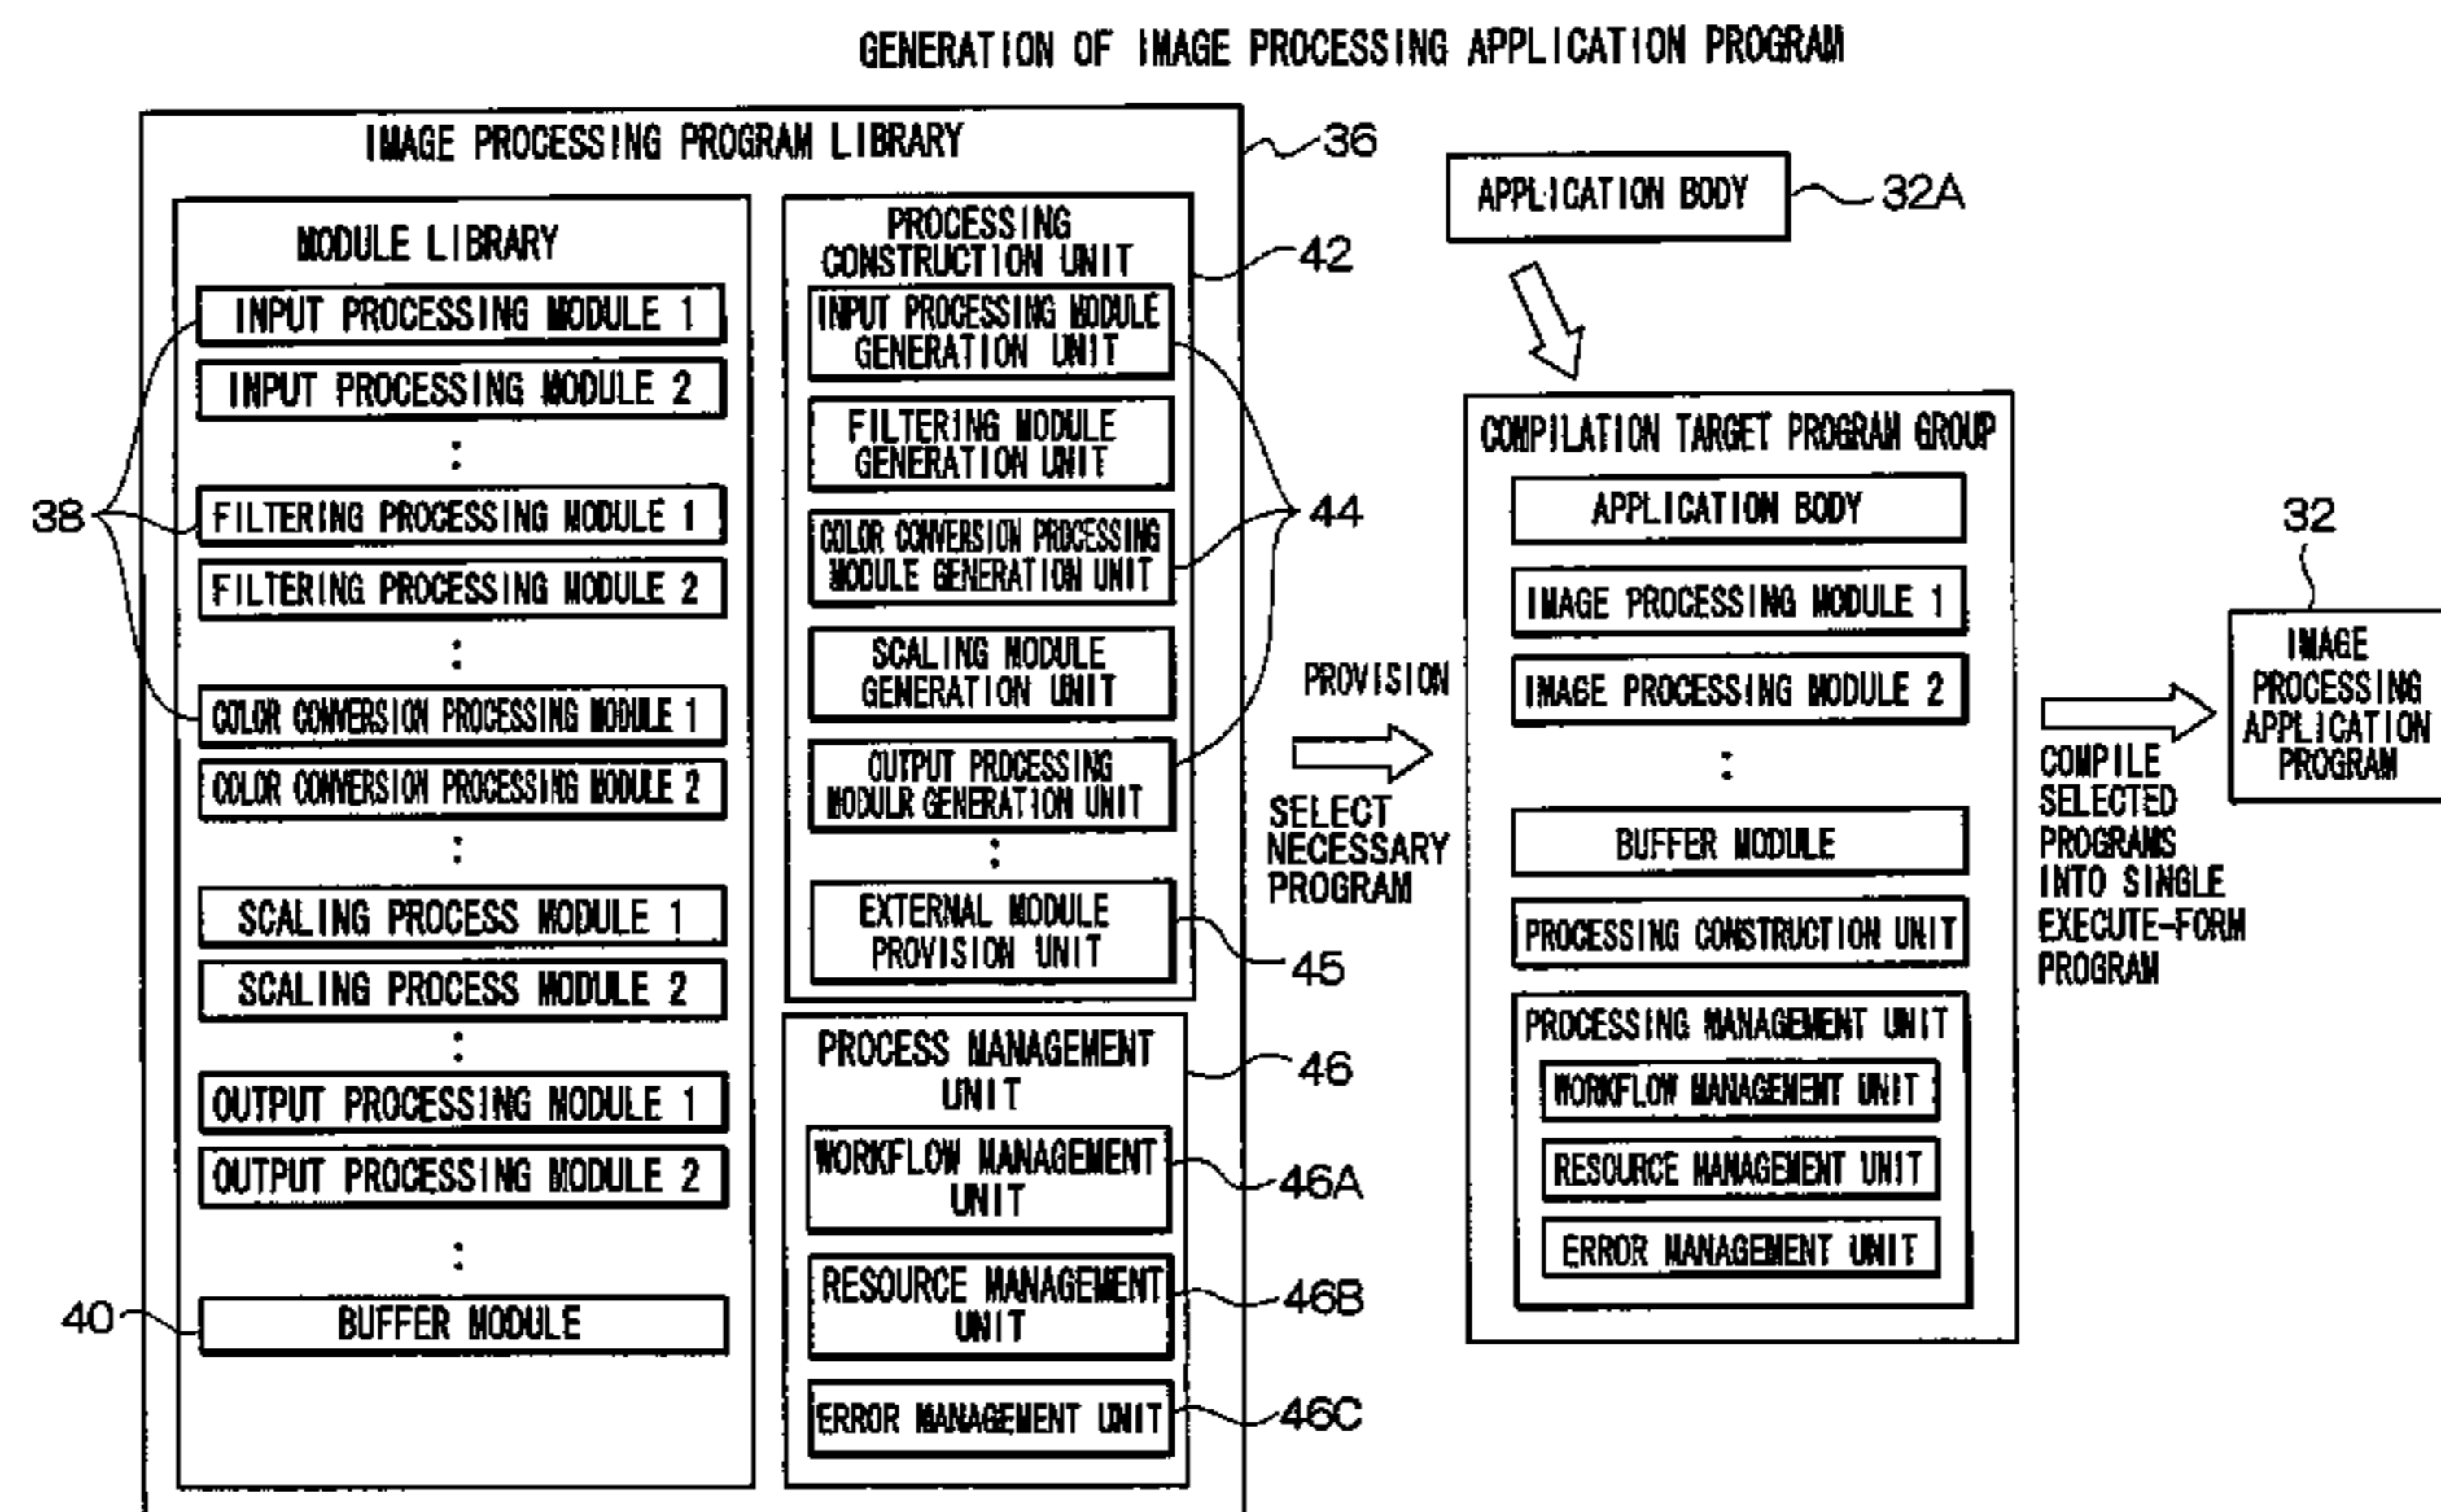 GENERATION OF IMAGE PROCESSING APPLICATION PROGRAM
IMAGE PROCESSING PROGRAM LIBRARY
36
MODULE LIBRARY
INPUT PROCESSING MODULE 1
INPUT PROCESSING MODULE 2
38
FILTERING PROCESSING MODULE 1
FILTERING PROCESSING MODULE 2
COLOR CONVERSION PROCESSING MODULE 1
COLOR CONVERSION PROCESSING MODULE 2
SCALING PROCESS MODULE 1
SCALING PROCESS MODULE 2
OUTPUT PROCESSING MODULE 1
OUTPUT PROCESSING MODULE 2
40
BUFFER MODULE
PROCESSING
CONSTRUCTION UNIT
42
INPUT PROCESSING MODULE
GENERATION UNIT
FILTERING MODULE
GENERATION UNIT
44
COLOR CONVERSION PROCESSING
MODULE GENERATION UNIT
SCALING MODULE
GENERATION UNIT
OUTPUT PROCESSING
MODULR GENERATION UNIT
EXTERNAL MODULE
PROVISION UNIT
45
PROCESS MANAGEMENT
UNIT
46
WORKFLOW MANAGEMENT
UNIT
46A
RESOURCE MANAGEMENT
UNIT
46B
ERROR MANAGEMENT UNIT
46C
PROVISION
SELECT
NECESSARY
PROGRAM
APPLICATION BODY
32A
COMPILATION TARGET PROGRAM GROUP
APPLICATION BODY
IMAGE PROCESSING MODULE 1
IMAGE PROCESSING MODULE 2
BUFFER MODULE
PROCESSING CONSTRUCTION UNIT
PROCESSING MANAGEMENT UNIT
WORKFLOW MANAGEMENT UNIT
RESOURCE MANAGEMENT UNIT
ERROR MANAGEMENT UNIT
COMPILE
SELECTED
PROGRAMS
INTO SINGLE
EXECUTE-FORM
PROGRAM
32
IMAGE
PROCESSING
APPLICATION
PROGRAM